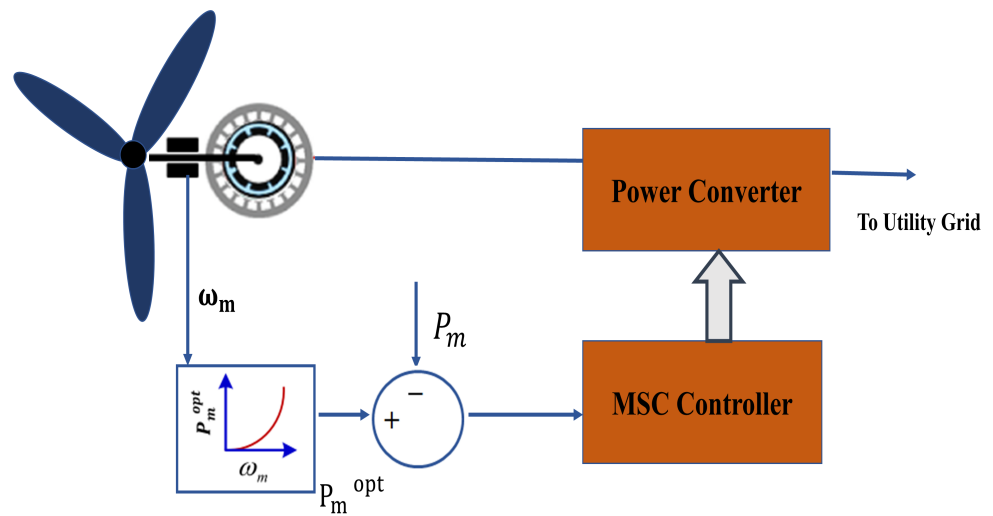 Power Converter
To Utility Grid
ωm
Pm
Pm opt
ωm
+
−
MSC Controller
Pm opt